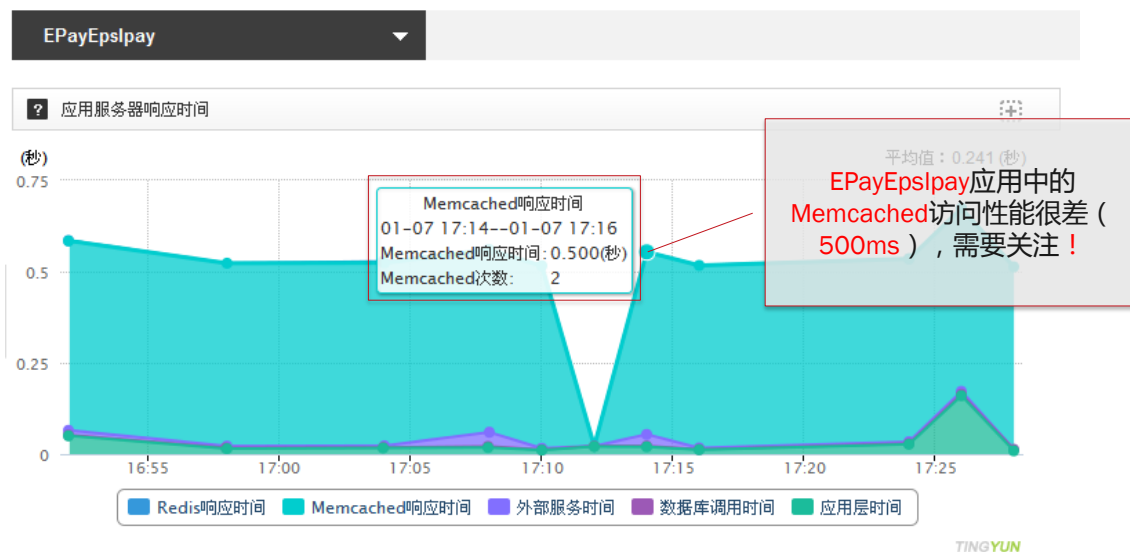 EPayEpsIpay
? 应用服务器响应时间
(秒)
平均值：0.241 (秒)
EPayEpsIpay应用中的
Memcached访问性能很差（
500ms），需要关注！
Memcached响应时间
01-07 17:14--01-07 17:16
Memcached响应时间: 0.500(秒)
Memcached次数: 2
0.75
0.5
0.25
0
16:55 17:00 17:05 17:10 17:15 17:20 17:25
Redis响应时间 Memcached响应时间 外部服务时间 数据库调用时间 应用层时间
TINGYUN